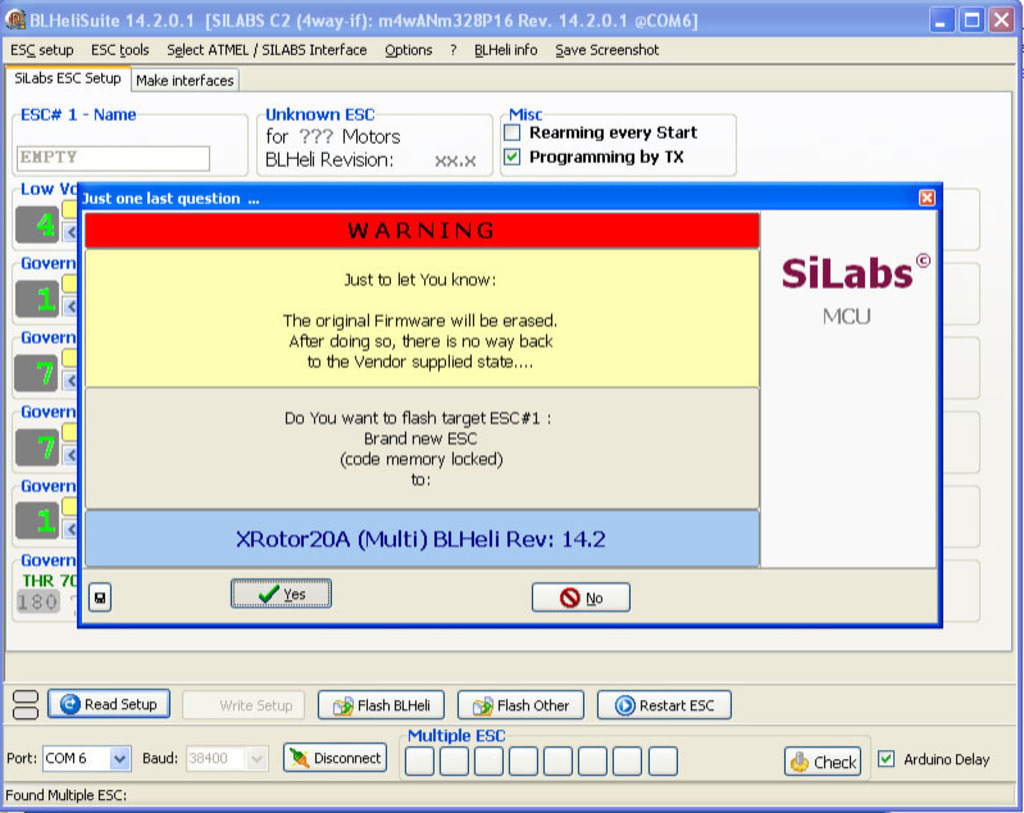 BLHeliSuite 14.2.0.1 [SILABS C2 (4way-if): m4wANm328P16 Rev. 14.2.0.1 @COM6]
ESC setup ESC tools Select ATMEL / SILABS Interface Options ? BLHeli info Save Screenshot
SiLabs ESC Setup Make interfaces
ESC# 1 - Name
EMPTY
Unknown ESC
for ??? Motors
BLHeli Revision: xx.x
Misc
Rearming every Start
Programming by TX
Low Vo
4
<
Govern
1
<
Govern
7
<
Govern
7
<
Govern
1
<
Govern
THR 70
180 ?
Just one last question ...
WARNING
Just to let You know:
The original Firmware will be erased.
After doing so, there is no way back
to the Vendor supplied state....
Do You want to flash target ESC#1 :
Brand new ESC
(code memory locked)
to:
XRotor20A (Multi) BLHeli Rev: 14.2
SiLabs©
MCU
Yes No
Read Setup Write Setup Flash BLHeli Flash Other Restart ESC
Port: COM 6 Baud: 38400 Disconnect
Multiple ESC
Check Arduino Delay
Found Multiple ESC: